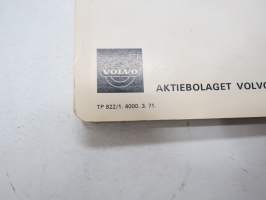 VOLVO
AKTIEBOLAGET VOLVO
TP 822/1. 4000. 3. 71.